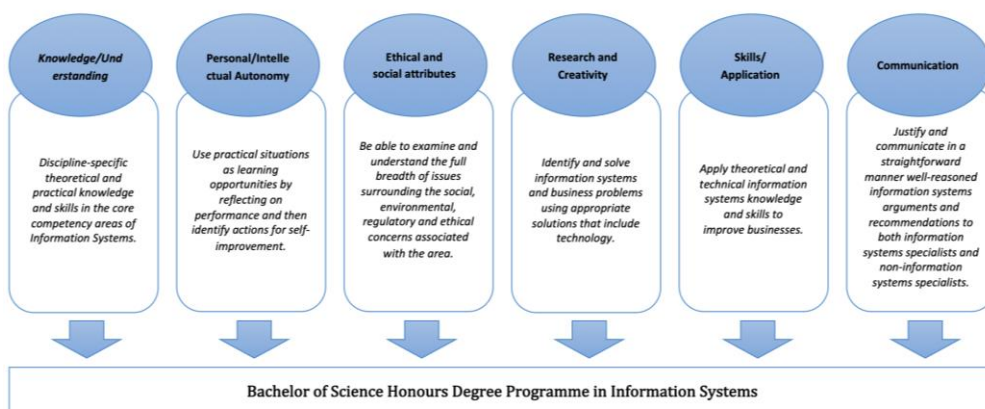 Knowledge/Und
erstanding
Discipline-specific
theoretical and
practical knowledge
and skills in the core
competency areas of
Information Systems.
Personal/Intelle
ctual Autonomy
Use practical situations
as learning
opportunities by
reflecting on
performance and then
identify actions for self-
improvement.
Ethical and
social attributes
Be able to examine and
understand the full
breadth of issues
surrounding the social,
environmental,
regulatory and ethical
concerns associated
with the area.
Research and
Creativity
Identify and solve
information systems
and business problems
using appropriate
solutions that include
technology.
Skills/
Application
Apply theoretical and
technical information
systems knowledge
and skills to
improve businesses.
Communication
Justify and
communicate in a
straightforward
manner well-reasoned
information systems
arguments and
recommendations to
both information
systems specialists and
non-information
systems specialists.
Bachelor of Science Honours Degree Programme in Information Systems